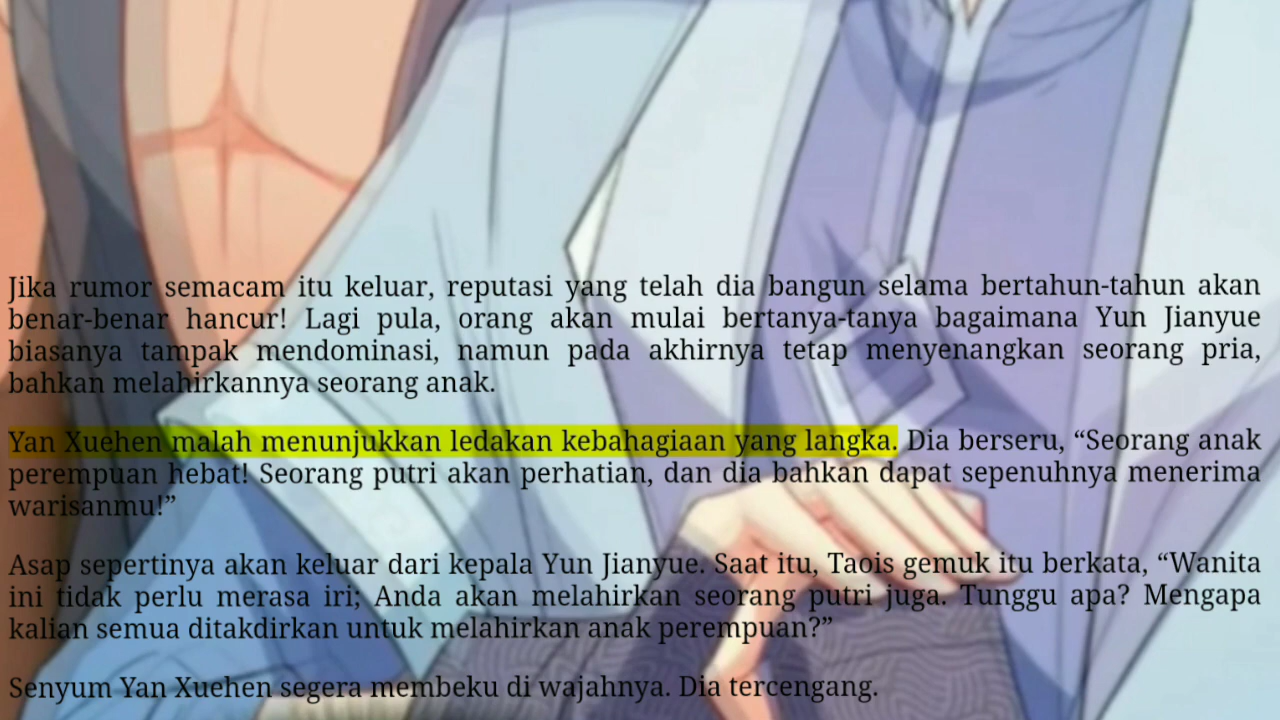 Jika rumor semacam itu keluar, reputasi yang telah dia bangun selama bertahun-tahun akan
benar-benar hancur! Lagi pula, orang akan mulai bertanya-tanya bagaimana Yun Jianyue
biasanya tampak mendominasi, namun pada akhirnya tetap menyenangkan seorang pria,
bahkan melahirkannya seorang anak.
Yan Xuehen malah menunjukkan ledakan kebahagiaan yang langka. Dia berseru, “Seorang anak
perempuan hebat! Seorang putri akan perhatian, dan dia bahkan dapat sepenuhnya menerima
warisanmu!”
Asap sepertinya akan keluar dari kepala Yun Jianyue. Saat itu, Taois gemuk itu berkata, “Wanita
ini tidak perlu merasa iri; Anda akan melahirkan seorang putri juga. Tunggu apa? Mengapa
kalian semua ditakdirkan untuk melahirkan anak perempuan?”
Senyum Yan Xuehen segera membeku di wajahnya. Dia tercengang.